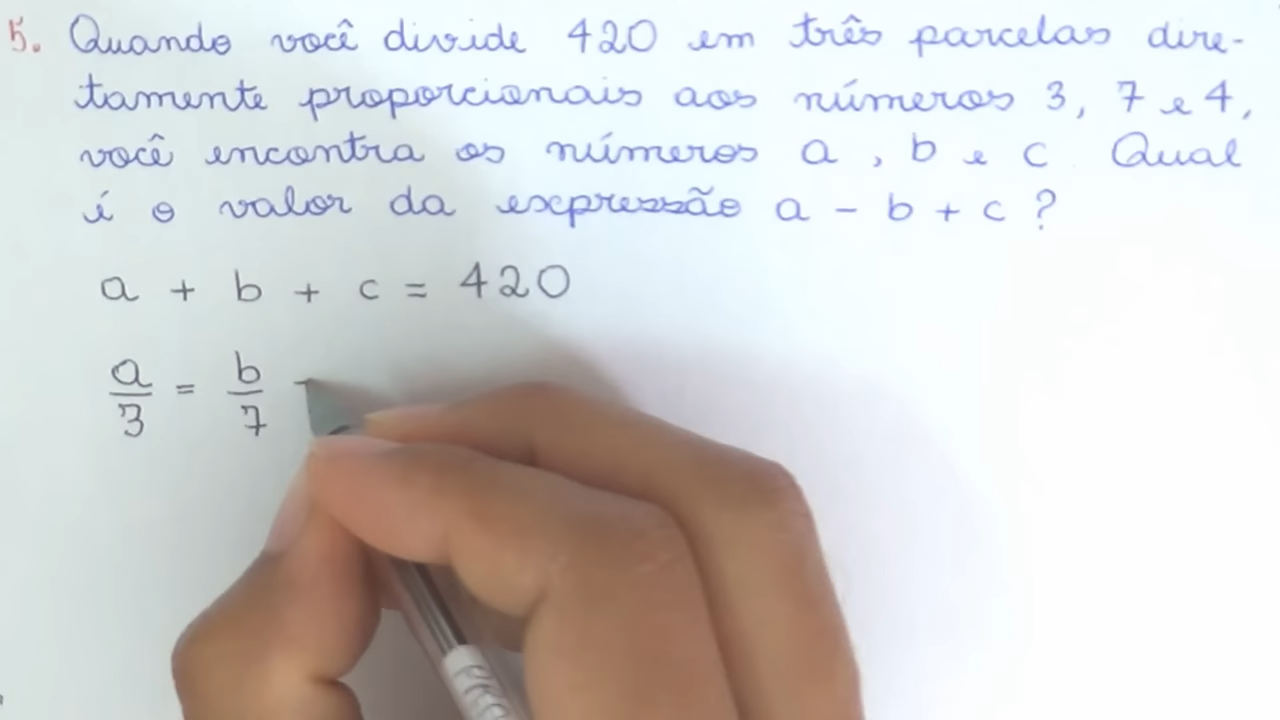 5. Quando você divide 420 em três parcelas dire-
tamente proporcionais aos números 3, 7 e 4,
você encontra os números a, b e c. Qual
é o valor da expressão a - b + c?
a + b + c = 420
a/3 = b/7